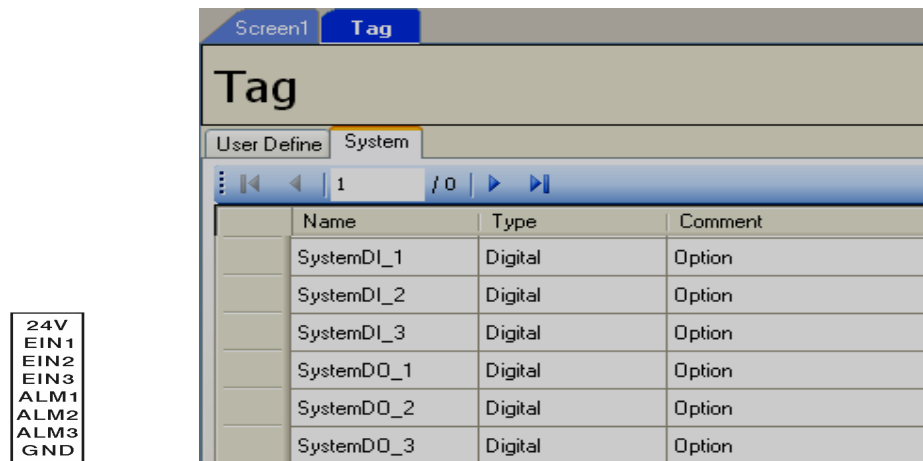 Screen1 Tag
Tag
User Define System
1 / 0
Name Type Comment
SystemDI_1 Digital Option
SystemDI_2 Digital Option
SystemDI_3 Digital Option
SystemDO_1 Digital Option
SystemDO_2 Digital Option
SystemDO_3 Digital Option
24V
EIN1
EIN2
EIN3
ALM1
ALM2
ALM3
GND